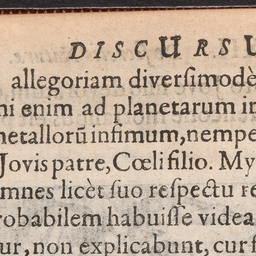 DISCURSU
allegoriam diversimodè
ni enim ad planetarum in
metallorũ infimum, nempe
Jovis patre, Cœli filio. My
mnes licèt suo respectu re
robabilem habuisse videa
ur, non explicabunt, cur f